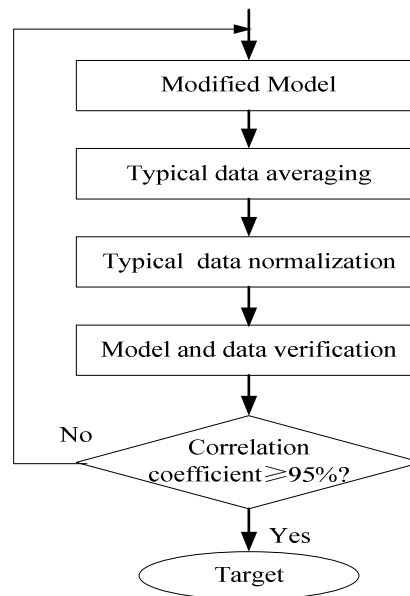 Modified Model
Typical data averaging
Typical data normalization
Model and data verification
No
Correlation
coefficient≥95%?
Yes
Target